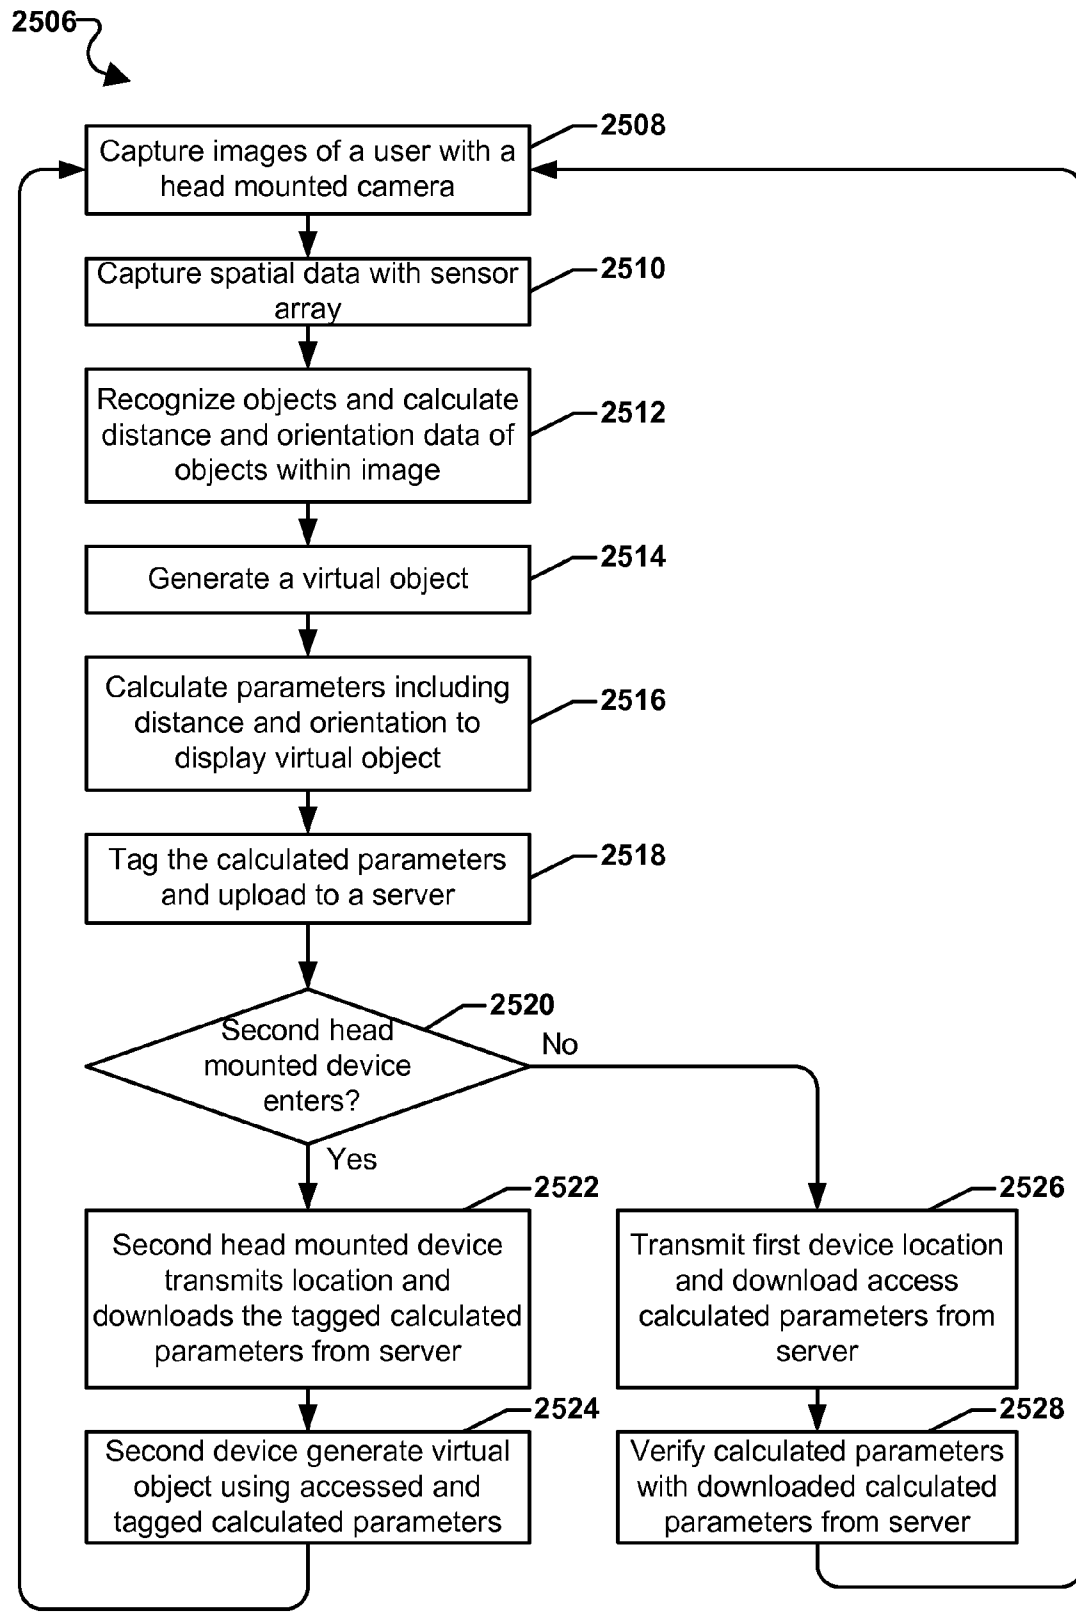 2506
Capture images of a user with a
head mounted camera
2508
Capture spatial data with sensor
array
2510
Recognize objects and calculate
distance and orientation data of
objects within image
2512
Generate a virtual object
2514
Calculate parameters including
distance and orientation to
display virtual object
2516
Tag the calculated parameters
and upload to a server
2518
Second head
mounted device
enters?
2520
No
Yes
2522
Second head mounted device
transmits location and
downloads the tagged calculated
parameters from server
2526
Transmit first device location
and download access
calculated parameters from
server
2524
Second device generate virtual
object using accessed and
tagged calculated parameters
2528
Verify calculated parameters
with downloaded calculated
parameters from server